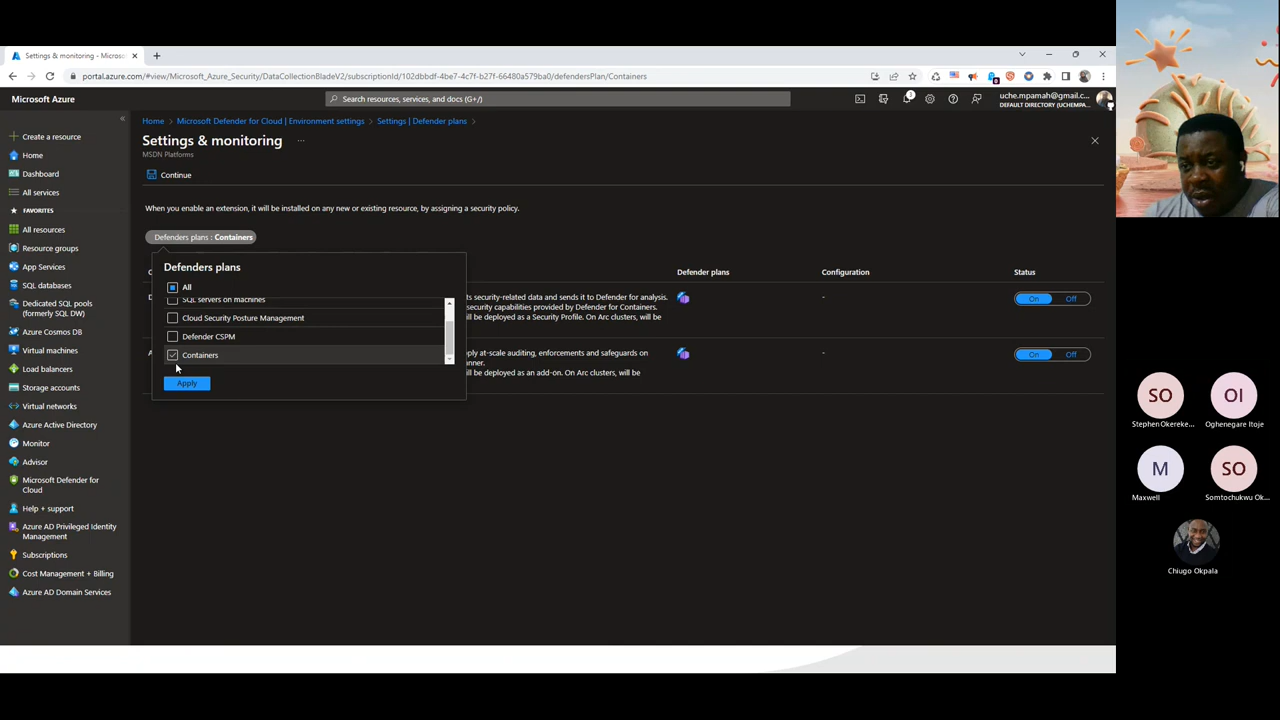 Settings & monitoring - Microso
portal.azure.com/#view/Microsoft_Azure_Security/DataCollectionBladeV2/subscriptionId/102dbbdf-4be7-4c7f-b27f-66480a579ba0/defendersPlan/Containers
Microsoft Azure
Search resources, services, and docs (G+/)
uche.mpamah@gmail.c...
DEFAULT DIRECTORY (UCHEMPA...
Create a resource
Home
Dashboard
All services
FAVORITES
All resources
Resource groups
App Services
SQL databases
Dedicated SQL pools
(formerly SQL DW)
Azure Cosmos DB
Virtual machines
Load balancers
Storage accounts
Virtual networks
Azure Active Directory
Monitor
Advisor
Microsoft Defender for
Cloud
Help + support
Azure AD Privileged Identity
Management
Subscriptions
Cost Management + Billing
Azure AD Domain Services
Home > Microsoft Defender for Cloud | Environment settings > Settings | Defender plans >
Settings & monitoring ...
MSDN Platforms
Continue
When you enable an extension, it will be installed on any new or existing resource, by assigning a security policy.
Defenders plans : Containers
Defenders plans
All
SQL servers on machines
Cloud Security Posture Management
Defender CSPM
Containers
Apply
Defender plans
Configuration
Status
ts security-related data and sends it to Defender for analysis.
security capabilities provided by Defender for Containers.
will be deployed as a Security Profile. On Arc clusters, will be
-
On Off
ply at-scale auditing, enforcements and safeguards on
nner.
will be deployed as an add-on. On Arc clusters, will be
-
On Off
SO
Stephen Okereke...
OI
Oghenegare Itoje
M
Maxwell
SO
Somtochukwu Ok...
Chiugo Okpala